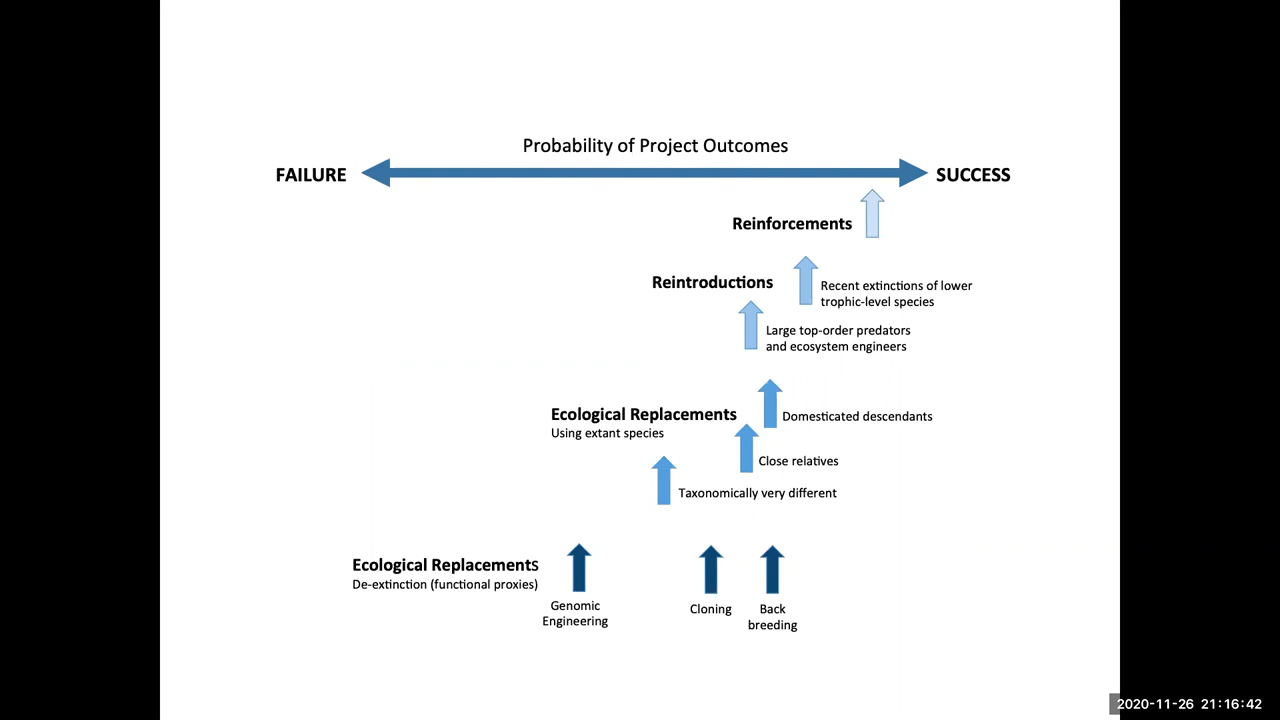 Probability of Project Outcomes
FAILURE
SUCCESS
Reinforcements
Reintroductions
Recent extinctions of lower
trophic-level species
Large top-order predators
and ecosystem engineers
Ecological Replacements
Using extant species
Domesticated descendants
Close relatives
Taxonomically very different
Ecological Replacements
De-extinction (functional proxies)
Genomic
Engineering
Cloning
Back
breeding
2020-11-26 21:16:42